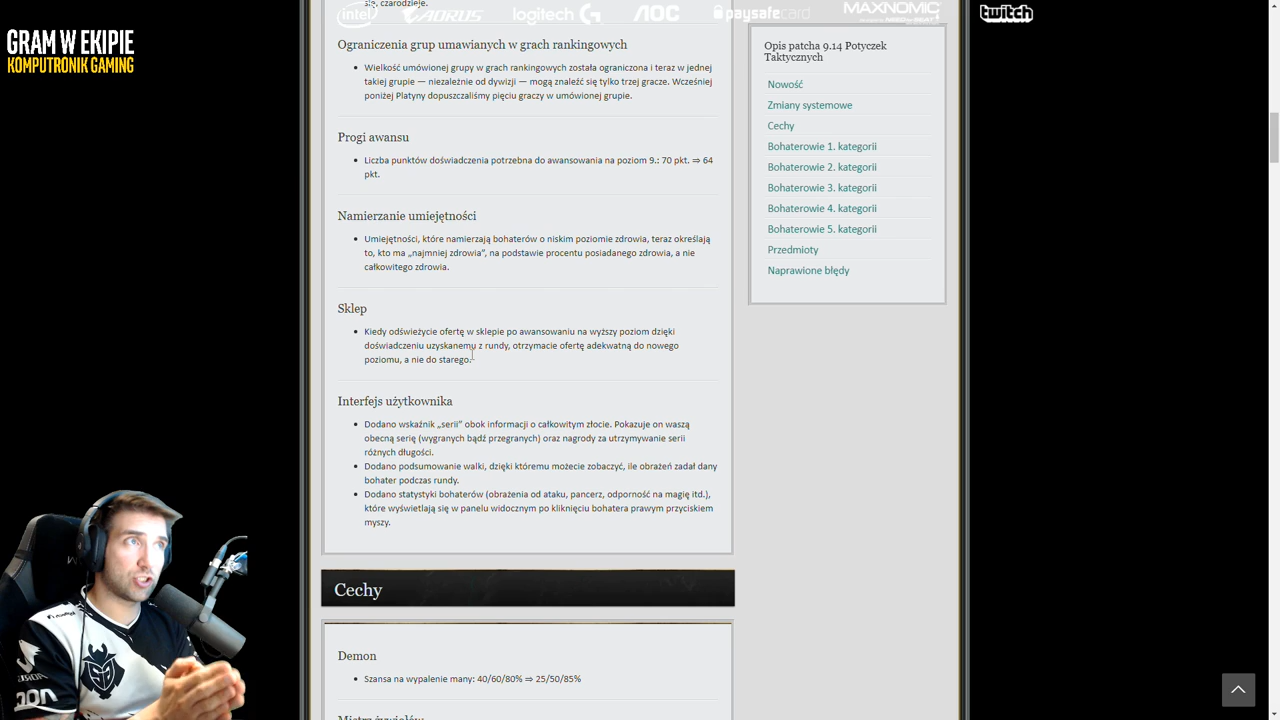 się, czarodzieje.
intel
AORUS
logitech G
AOC
paysafecard
MAXNOMIC
twitch
GRAM W EKIPIE
KOMPUTRONIK GAMING
Ograniczenia grup umawianych w grach rankingowych
Wielkość umówionej grupy w grach rankingowych została ograniczona i teraz w jednej
takiej grupie — niezależnie od dywizji — mogą znaleźć się tylko trzej gracze. Wcześniej
poniżej Platyny dopuszczaliśmy pięciu graczy w umówionej grupie.
Progi awansu
Liczba punktów doświadczenia potrzebna do awansowania na poziom 9.: 70 pkt. ⇒ 64
pkt.
Namierzanie umiejętności
Umiejętności, które namierzają bohaterów o niskim poziomie zdrowia, teraz określają
to, kto ma „najmniej zdrowia”, na podstawie procentu posiadanego zdrowia, a nie
całkowitego zdrowia.
Sklep
Kiedy odświeżycie ofertę w sklepie po awansowaniu na wyższy poziom dzięki
doświadczeniu uzyskanemu z rundy, otrzymacie ofertę adekwatną do nowego
poziomu, a nie do starego.
Interfejs użytkownika
Dodano wskaźnik „serii” obok informacji o całkowitym złocie. Pokazuje on waszą
obecną serię (wygranych bądź przegranych) oraz nagrody za utrzymywanie serii
różnych długości.
Dodano podsumowanie walki, dzięki któremu możecie zobaczyć, ile obrażeń zadał dany
bohater podczas rundy.
Dodano statystyki bohaterów (obrażenia od ataku, pancerz, odporność na magię itd.),
które wyświetlają się w panelu widocznym po kliknięciu bohatera prawym przyciskiem
myszy.
Cechy
Demon
Szansa na wypalenie many: 40/60/80% ⇒ 25/50/85%
Mistrz żywiołów
Opis patcha 9.14 Potyczek
Taktycznych
Nowość
Zmiany systemowe
Cechy
Bohaterowie 1. kategorii
Bohaterowie 2. kategorii
Bohaterowie 3. kategorii
Bohaterowie 4. kategorii
Bohaterowie 5. kategorii
Przedmioty
Naprawione błędy
G2